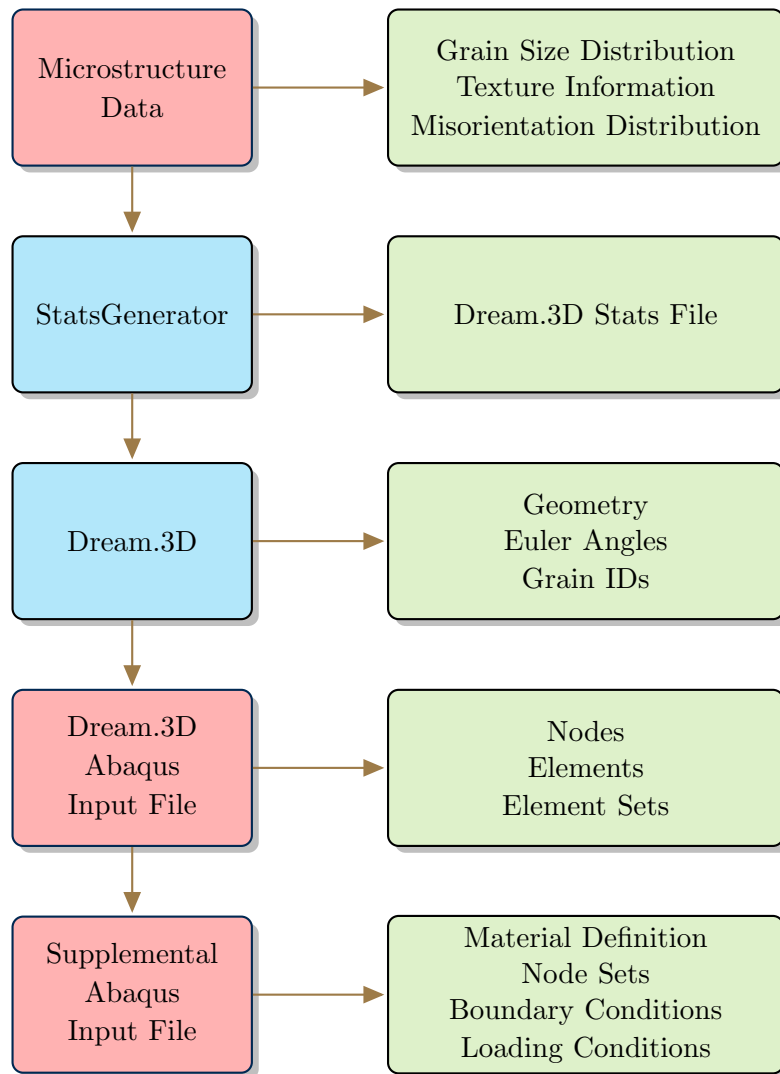 Microstructure
Data
Grain Size Distribution
Texture Information
Misorientation Distribution
StatsGenerator
Dream.3D Stats File
Dream.3D
Geometry
Euler Angles
Grain IDs
Dream.3D
Abaqus
Input File
Nodes
Elements
Element Sets
Supplemental
Abaqus
Input File
Material Definition
Node Sets
Boundary Conditions
Loading Conditions